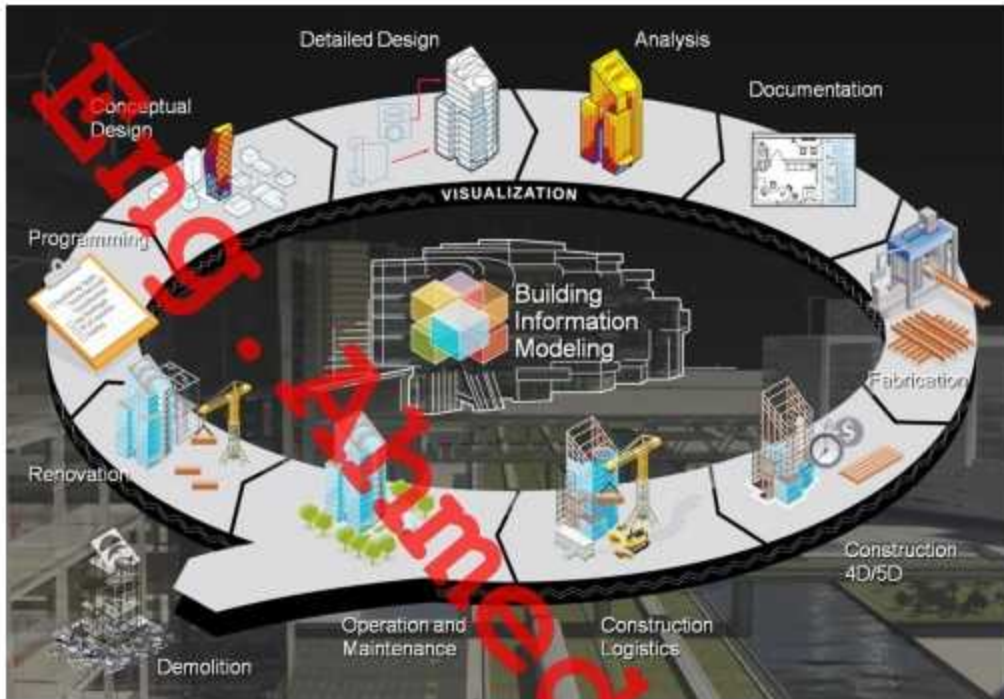 Detailed Design
Analysis
Documentation
Conceptual
Design
VISUALIZATION
Programming
Building
Information
Modeling
Fabrication
Renovation
Construction
4D/5D
Operation and
Maintenance
Construction
Logistics
Demolition
Eng. Ahmed